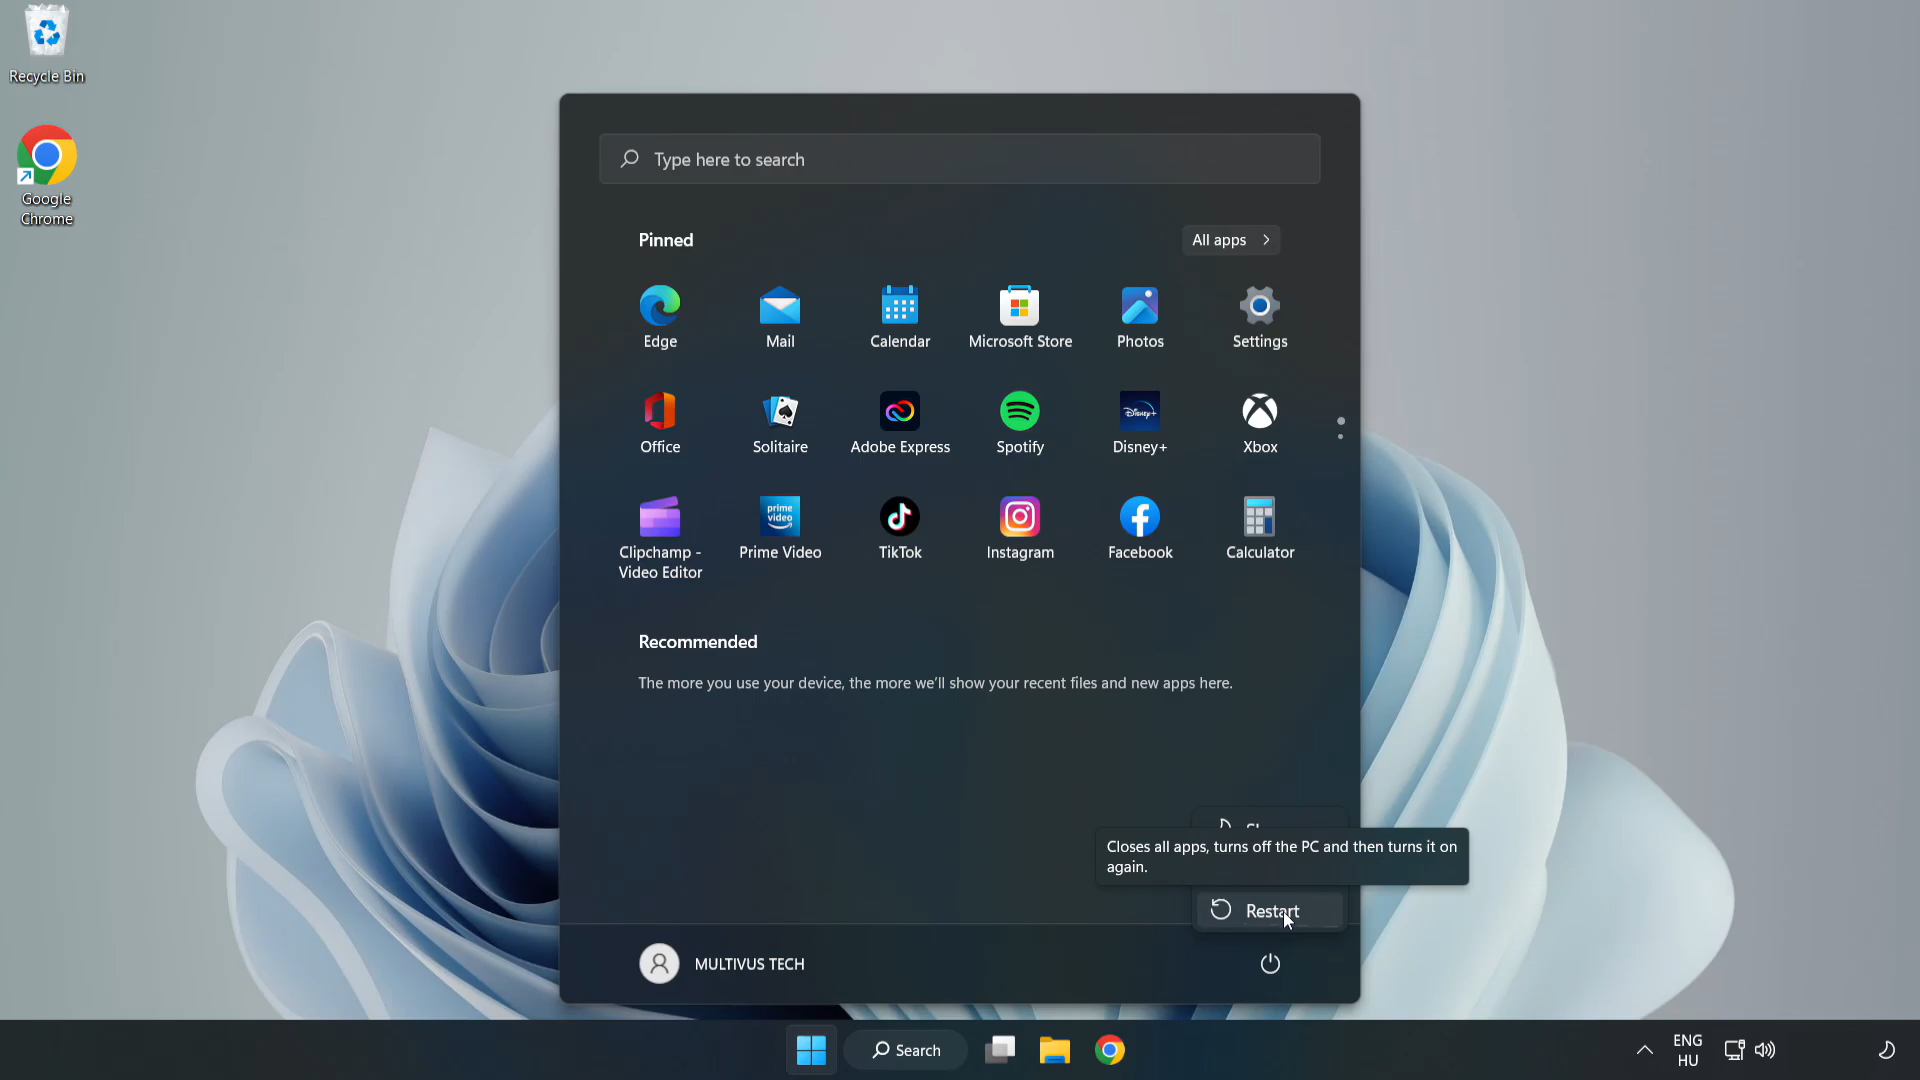 Recycle Bin
Google
Chrome
Type here to search
Pinned
All apps
Edge
Mail
Calendar
Microsoft Store
Photos
Settings
Office
Solitaire
Adobe Express
Spotify
Disney+
Xbox
Clipchamp -
Video Editor
Prime Video
TikTok
Instagram
Facebook
Calculator
Recommended
The more you use your device, the more we'll show your recent files and new apps here.
Closes all apps, turns off the PC and then turns it on
again.
Restart
MULTIVUS TECH
Search
ENG
HU